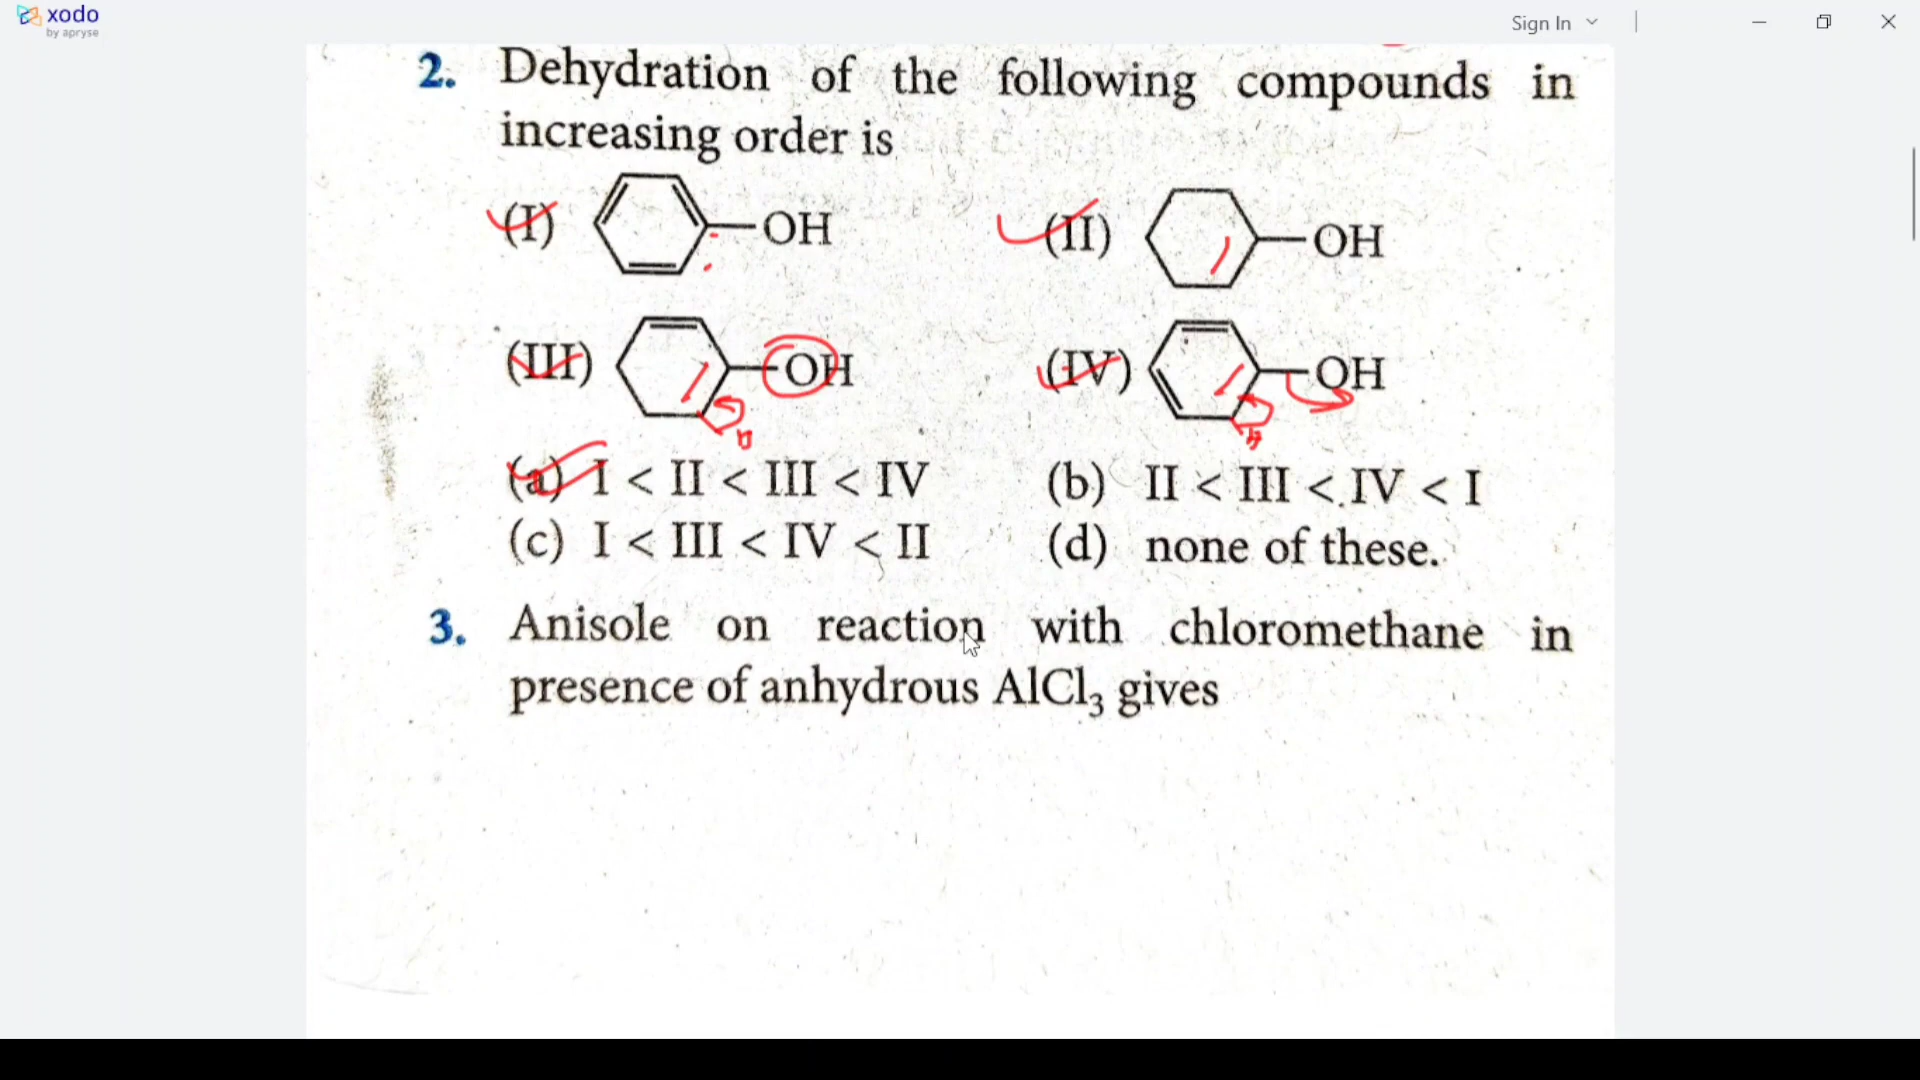 xodo
by apryse
Sign In
2. Dehydration of the following compounds in
increasing order is
(I) OH (II) OH
(III) OH (IV) OH
(a) I < II < III < IV (b) II < III < IV < I
(c) I < III < IV < II (d) none of these.
3. Anisole on reaction with chloromethane in
presence of anhydrous AlCl₃ gives